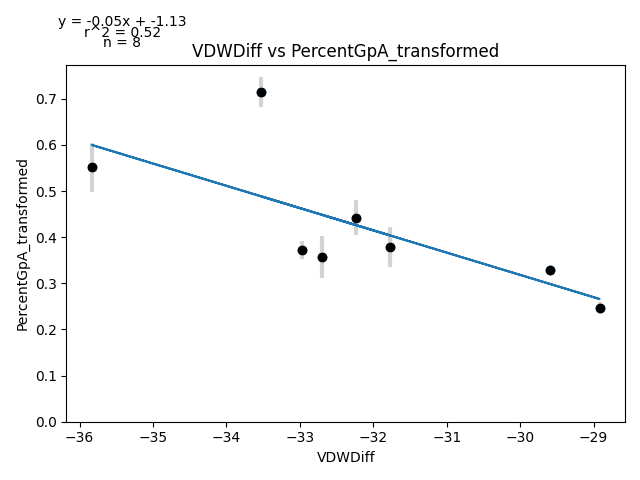 y = -0.05x + -1.13
r^2 = 0.52
n = 8
VDWDiff vs PercentGpA_transformed
PercentGpA_transformed
0.7
0.6
0.5
0.4
0.3
0.2
0.1
0.0
−36 −35 −34 −33 −32 −31 −30 −29
VDWDiff